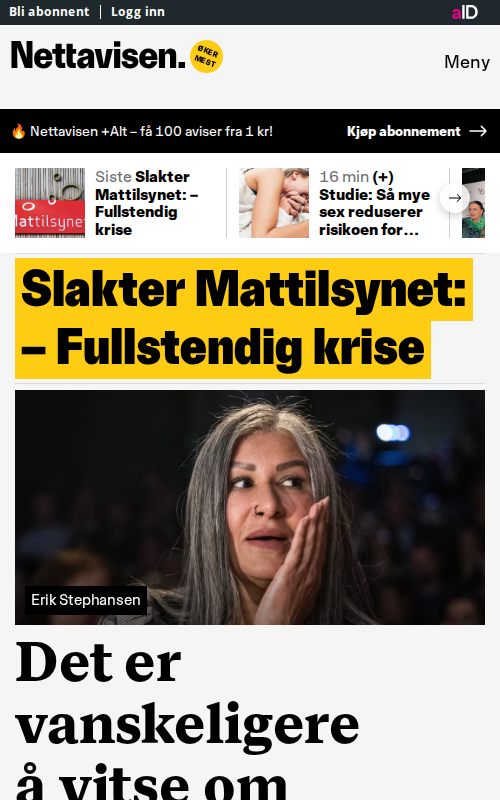 Bli abonnent
Logg inn
aID
Nettavisen.
ØKER
MEST
Meny
🔥 Nettavisen +Alt – få 100 aviser fra 1 kr!
Kjøp abonnement
Siste Slakter
Mattilsynet: –
Fullstendig
krise
16 min (+)
Studie: Så mye
sex reduserer
risikoen for…
Slakter Mattilsynet:
– Fullstendig krise
Erik Stephansen
Det er
vanskeligere
å vitse om